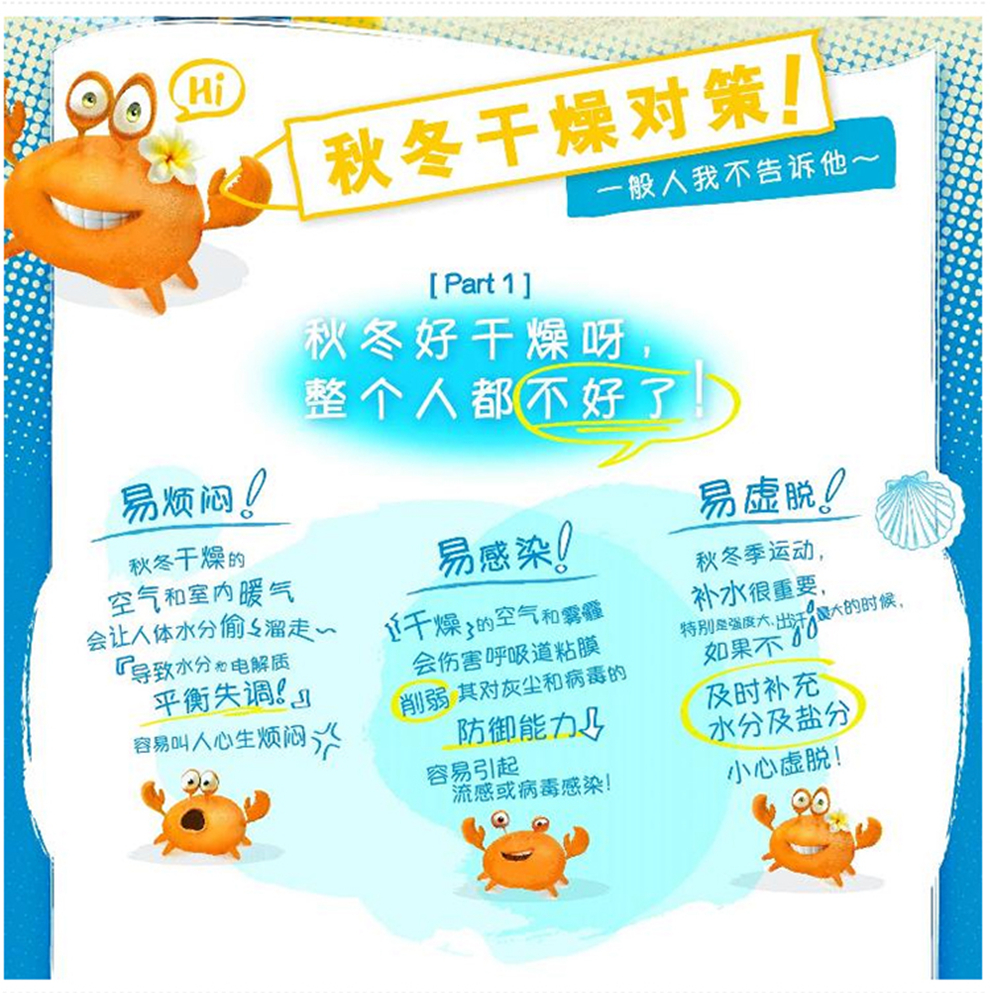 Hi
秋冬干燥对策!
一般人我不告诉他~
[ Part 1 ]
秋冬好干燥呀,
整个人都不好了!
易烦闷!
秋冬干燥的
空气和室内暖气
会让人体水分偷偷溜走~
『导致水分和电解质
平衡失调!』
容易叫人心生烦闷
易感染!
干燥的空气和雾霾
会伤害呼吸道粘膜
削弱其对灰尘和病毒的
防御能力
容易引起
流感或病毒感染!
易虚脱!
秋冬季运动,
补水很重要,
特别是强度大,出汗量大的时候,
如果不
及时补充
水分及盐分
小心虚脱!